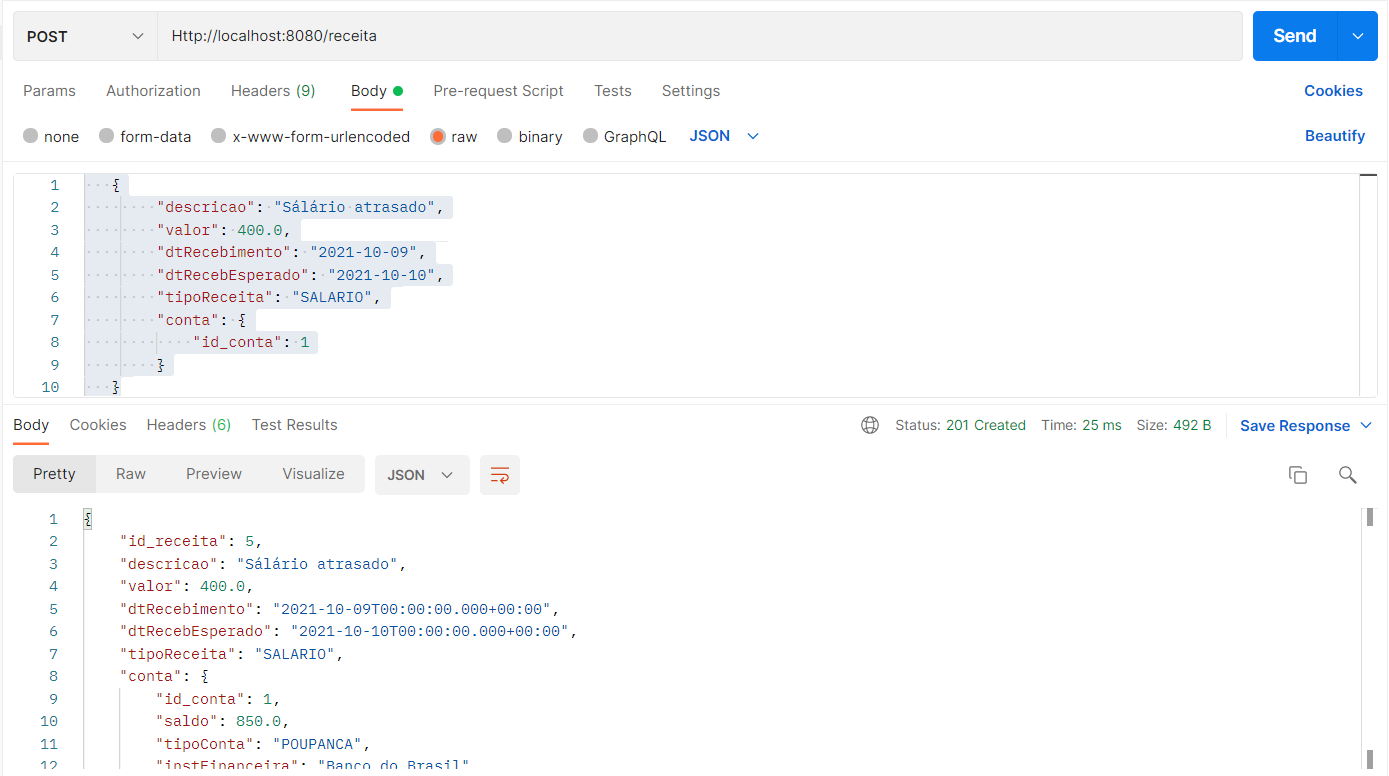 POST Http://localhost:8080/receita Send
Params Authorization Headers (9) Body Pre-request Script Tests Settings Cookies
none form-data x-www-form-urlencoded raw binary GraphQL JSON Beautify
1 {
2 "descricao": "Sálário atrasado",
3 "valor": 400.0,
4 "dtRecebimento": "2021-10-09",
5 "dtRecebEsperado": "2021-10-10",
6 "tipoReceita": "SALARIO",
7 "conta": {
8 "id_conta": 1
9 }
10 }
Body Cookies Headers (6) Test Results Status: 201 Created Time: 25 ms Size: 492 B Save Response
Pretty Raw Preview Visualize JSON
1 {
2 "id_receita": 5,
3 "descricao": "Sálário atrasado",
4 "valor": 400.0,
5 "dtRecebimento": "2021-10-09T00:00:00.000+00:00",
6 "dtRecebEsperado": "2021-10-10T00:00:00.000+00:00",
7 "tipoReceita": "SALARIO",
8 "conta": {
9 "id_conta": 1,
10 "saldo": 850.0,
11 "tipoConta": "POUPANCA",
12 "instFinanceira": "Banco do Brasil"